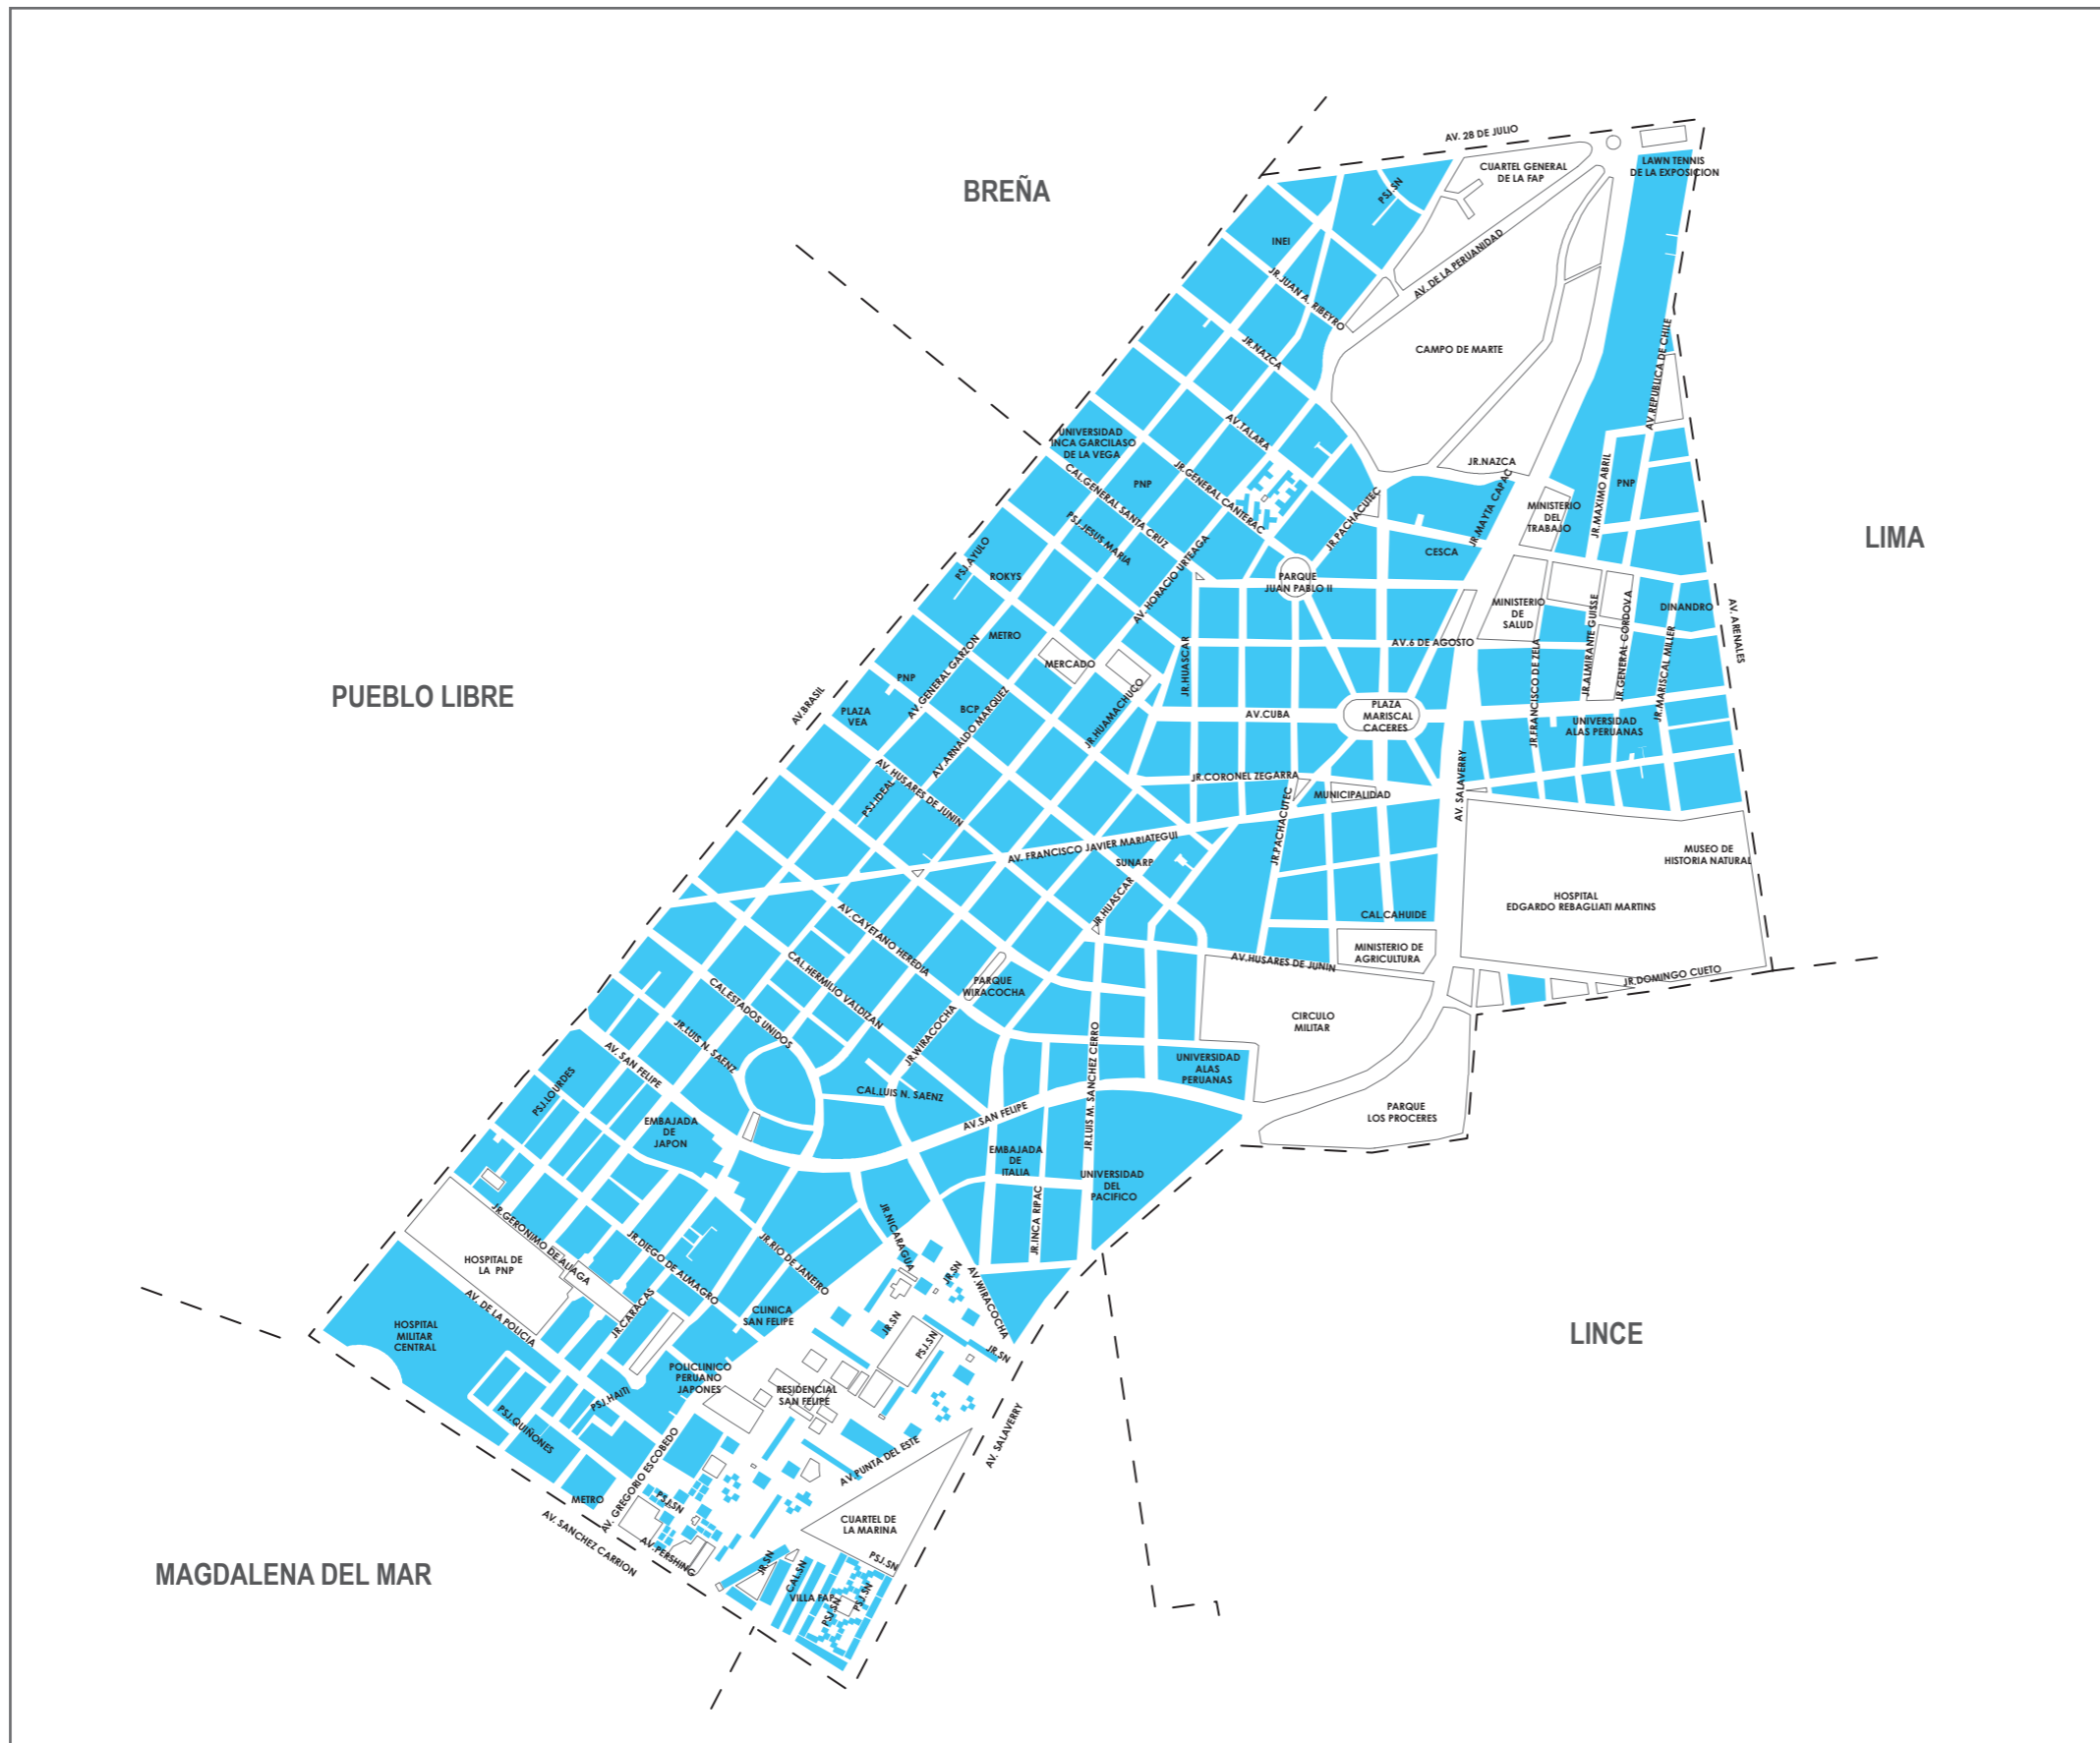 AV. 28 DE JULIO
CUARTEL GENERAL
DE LA FAP
LAWN TENNIS
DE LA EXPOSICION
BREÑA
PSJ.SN
INEI
AV. DE LA PERUANIDAD
JR.JUAN A. RIBEYRO
JR.NAZCA
CAMPO DE MARTE
AV.REPUBLICA DE CHILE
AV.TALARA
UNIVERSIDAD
INCA GARCILASO
DE LA VEGA
JR.NAZCA
CAL.GENERAL SANTA CRUZ
PNP
JR.GENERAL CANTERAC
JR.PACHACUTEC
JR.MAYTA CAPAC
MINISTERIO
DEL
TRABAJO
JR.MAXIMO ABRIL
PNP
LIMA
PSJ.JESUS MARIA
CESCA
PSJ.AYULO
ROKYS
AV. HORACIO URTEAGA
PARQUE
JUAN PABLO II
MINISTERIO
DE
SALUD
JR.ALMIRANTE GUISSE
JR.GENERAL CORDOVA
DINANDRO
AV. ARENALES
METRO
MERCADO
JR.HUASCAR
AV.6 DE AGOSTO
JR.FRANCISCO DE ZELA
JR.MARISCAL MILLER
PUEBLO LIBRE
PNP
AV.GENERAL GARZON
AV.BRASIL
PLAZA
VEA
BCP
AV.ARNALDO MARQUEZ
JR.HUAMACHUCO
AV.CUBA
PLAZA
MARISCAL
CACERES
UNIVERSIDAD
ALAS PERUANAS
AV. HUSARES DE JUNIN
PSJ.IDEAL
JR.CORONEL ZEGARRA
MUNICIPALIDAD
AV. SALAVERRY
JR.PACHACUTEC
AV. FRANCISCO JAVIER MARIATEGUI
SUNARP
MUSEO DE
HISTORIA NATURAL
HOSPITAL
EDGARDO REBAGLIATI MARTINS
JR.HUASCAR
CAL.CAHUIDE
AV.CAYETANO HEREDIA
MINISTERIO DE
AGRICULTURA
AV.HUSARES DE JUNIN
JR.DOMINGO CUETO
CAL.HERMILIO VALDIZAN
PARQUE
WIRACOCHA
CAL.ESTADOS UNIDOS
JR.LUIS N. SAENZ
JR.WIRACOCHA
CIRCULO
MILITAR
JR.LUIS M. SANCHEZ CERRO
UNIVERSIDAD
ALAS
PERUANAS
AV. SAN FELIPE
PSJ.LOURDES
CAL.LUIS N. SAENZ
AV.SAN FELIPE
PARQUE
LOS PROCERES
EMBAJADA
DE
JAPON
EMBAJADA
DE
ITALIA
UNIVERSIDAD
DEL
PACIFICO
JR.GERONIMO DE ALIAGA
JR.DIEGO DE ALMAGRO
JR.RIO DE JANEIRO
JR.NICARAGUA
JR.INCA RIPAC
HOSPITAL DE
LA  PNP
JR.SN
AV.WIRACOCHA
AV. DE LA POLICIA
JR.CARACAS
CLINICA
SAN FELIPE
JR.SN
PSJ.SN
JR.SN
HOSPITAL
MILITAR
CENTRAL
LINCE
POLICLINICO
PERUANO
JAPONES
RESIDENCIAL
SAN FELIPE
PSJ.HAITI
PSJ.QUIÑONES
AV. SALAVERRY
AV.PUNTA DEL ESTE
AV. GREGORIO ESCOBEDO
METRO
PSJ.SN
AV. SANCHEZ CARRION
AV.PERSHING
CUARTEL DE
LA MARINA
MAGDALENA DEL MAR
JR.SN
CAL.SN
PSJ.SN
VILLA FAP
PSJ.SN
PSJ.SN